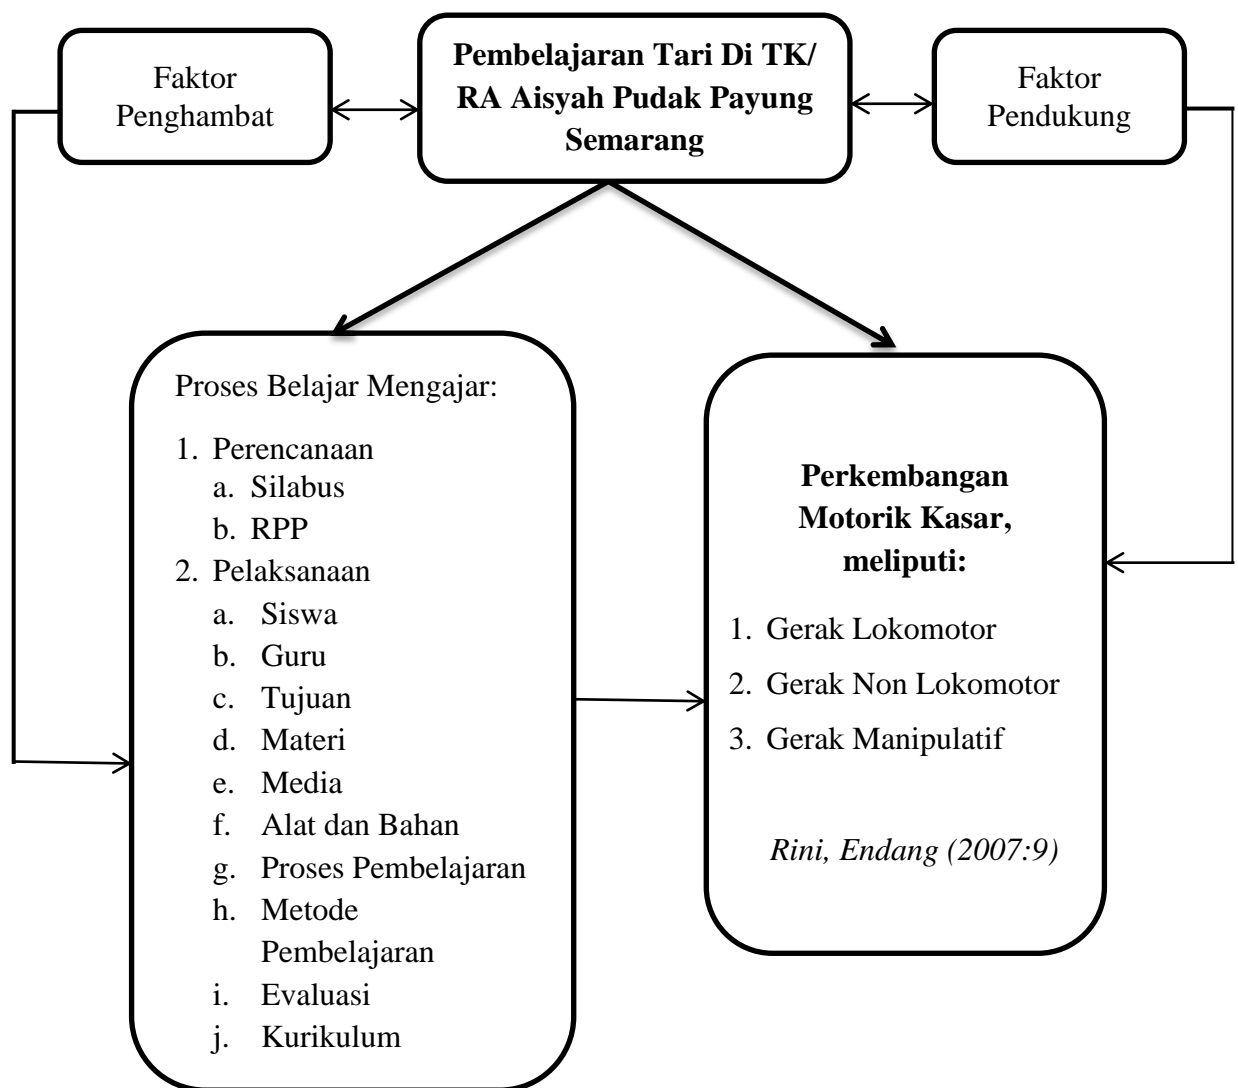 Faktor
Penghambat
Pembelajaran Tari Di TK/
RA Aisyah Pudak Payung
Semarang
Faktor
Pendukung
Proses Belajar Mengajar:
1. Perencanaan
a. Silabus
b. RPP
2. Pelaksanaan
a. Siswa
b. Guru
c. Tujuan
d. Materi
e. Media
f. Alat dan Bahan
g. Proses Pembelajaran
h. Metode
Pembelajaran
i. Evaluasi
j. Kurikulum
Perkembangan
Motorik Kasar,
meliputi:
1. Gerak Lokomotor
2. Gerak Non Lokomotor
3. Gerak Manipulatif
Rini, Endang (2007:9)